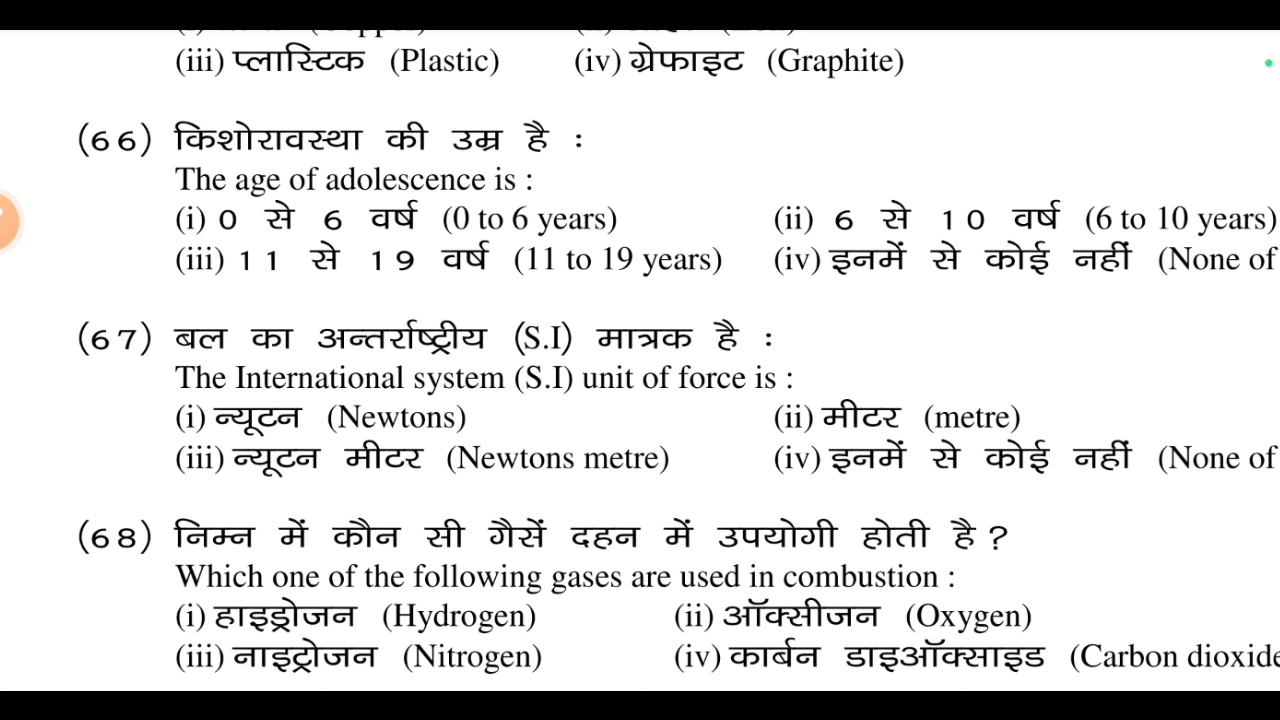 (iii) प्लास्टिक (Plastic) (iv) ग्रेफाइट (Graphite)
(66) किशोरावस्था की उम्र है :
The age of adolescence is :
(i) 0 से 6 वर्ष (0 to 6 years) (ii) 6 से 10 वर्ष (6 to 10 years)
(iii) 11 से 19 वर्ष (11 to 19 years) (iv) इनमें से कोई नहीं (None of
(67) बल का अन्तर्राष्ट्रीय (S.I) मात्रक है :
The International system (S.I) unit of force is :
(i) न्यूटन (Newtons) (ii) मीटर (metre)
(iii) न्यूटन मीटर (Newtons metre) (iv) इनमें से कोई नहीं (None of
(68) निम्न में कौन सी गैसें दहन में उपयोगी होती है ?
Which one of the following gases are used in combustion :
(i) हाइड्रोजन (Hydrogen) (ii) ऑक्सीजन (Oxygen)
(iii) नाइट्रोजन (Nitrogen) (iv) कार्बन डाइऑक्साइड (Carbon dioxide